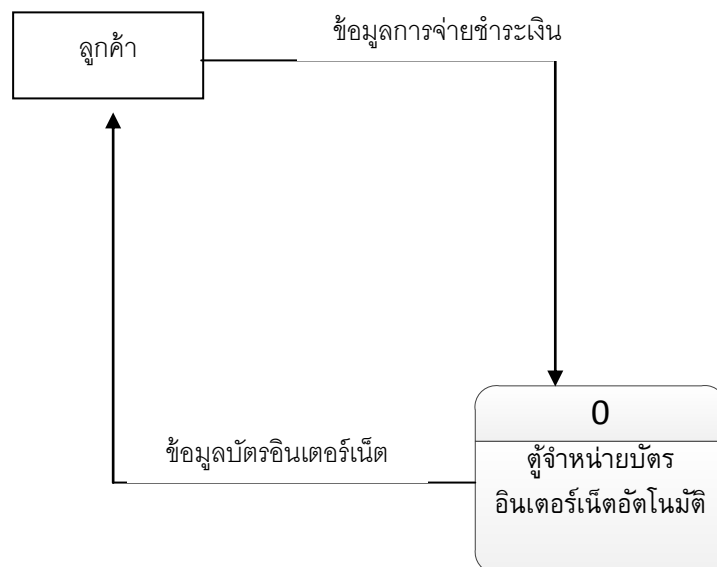 ลูกค้า
ข้อมูลการจ่ายชำระเงิน
0
ตู้จำหน่ายบัตร
อินเตอร์เน็ตอัตโนมัติ
ข้อมูลบัตรอินเตอร์เน็ต